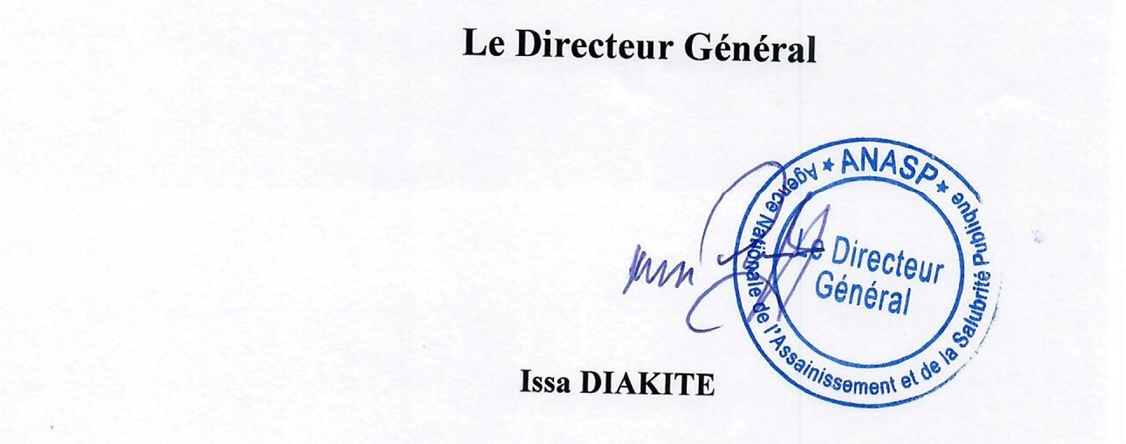 Le Directeur Général
★ ANASP ★
Agence Nationale de l'Assainissement et de la Salubrité Publique
Le Directeur
Général
Issa DIAKITE